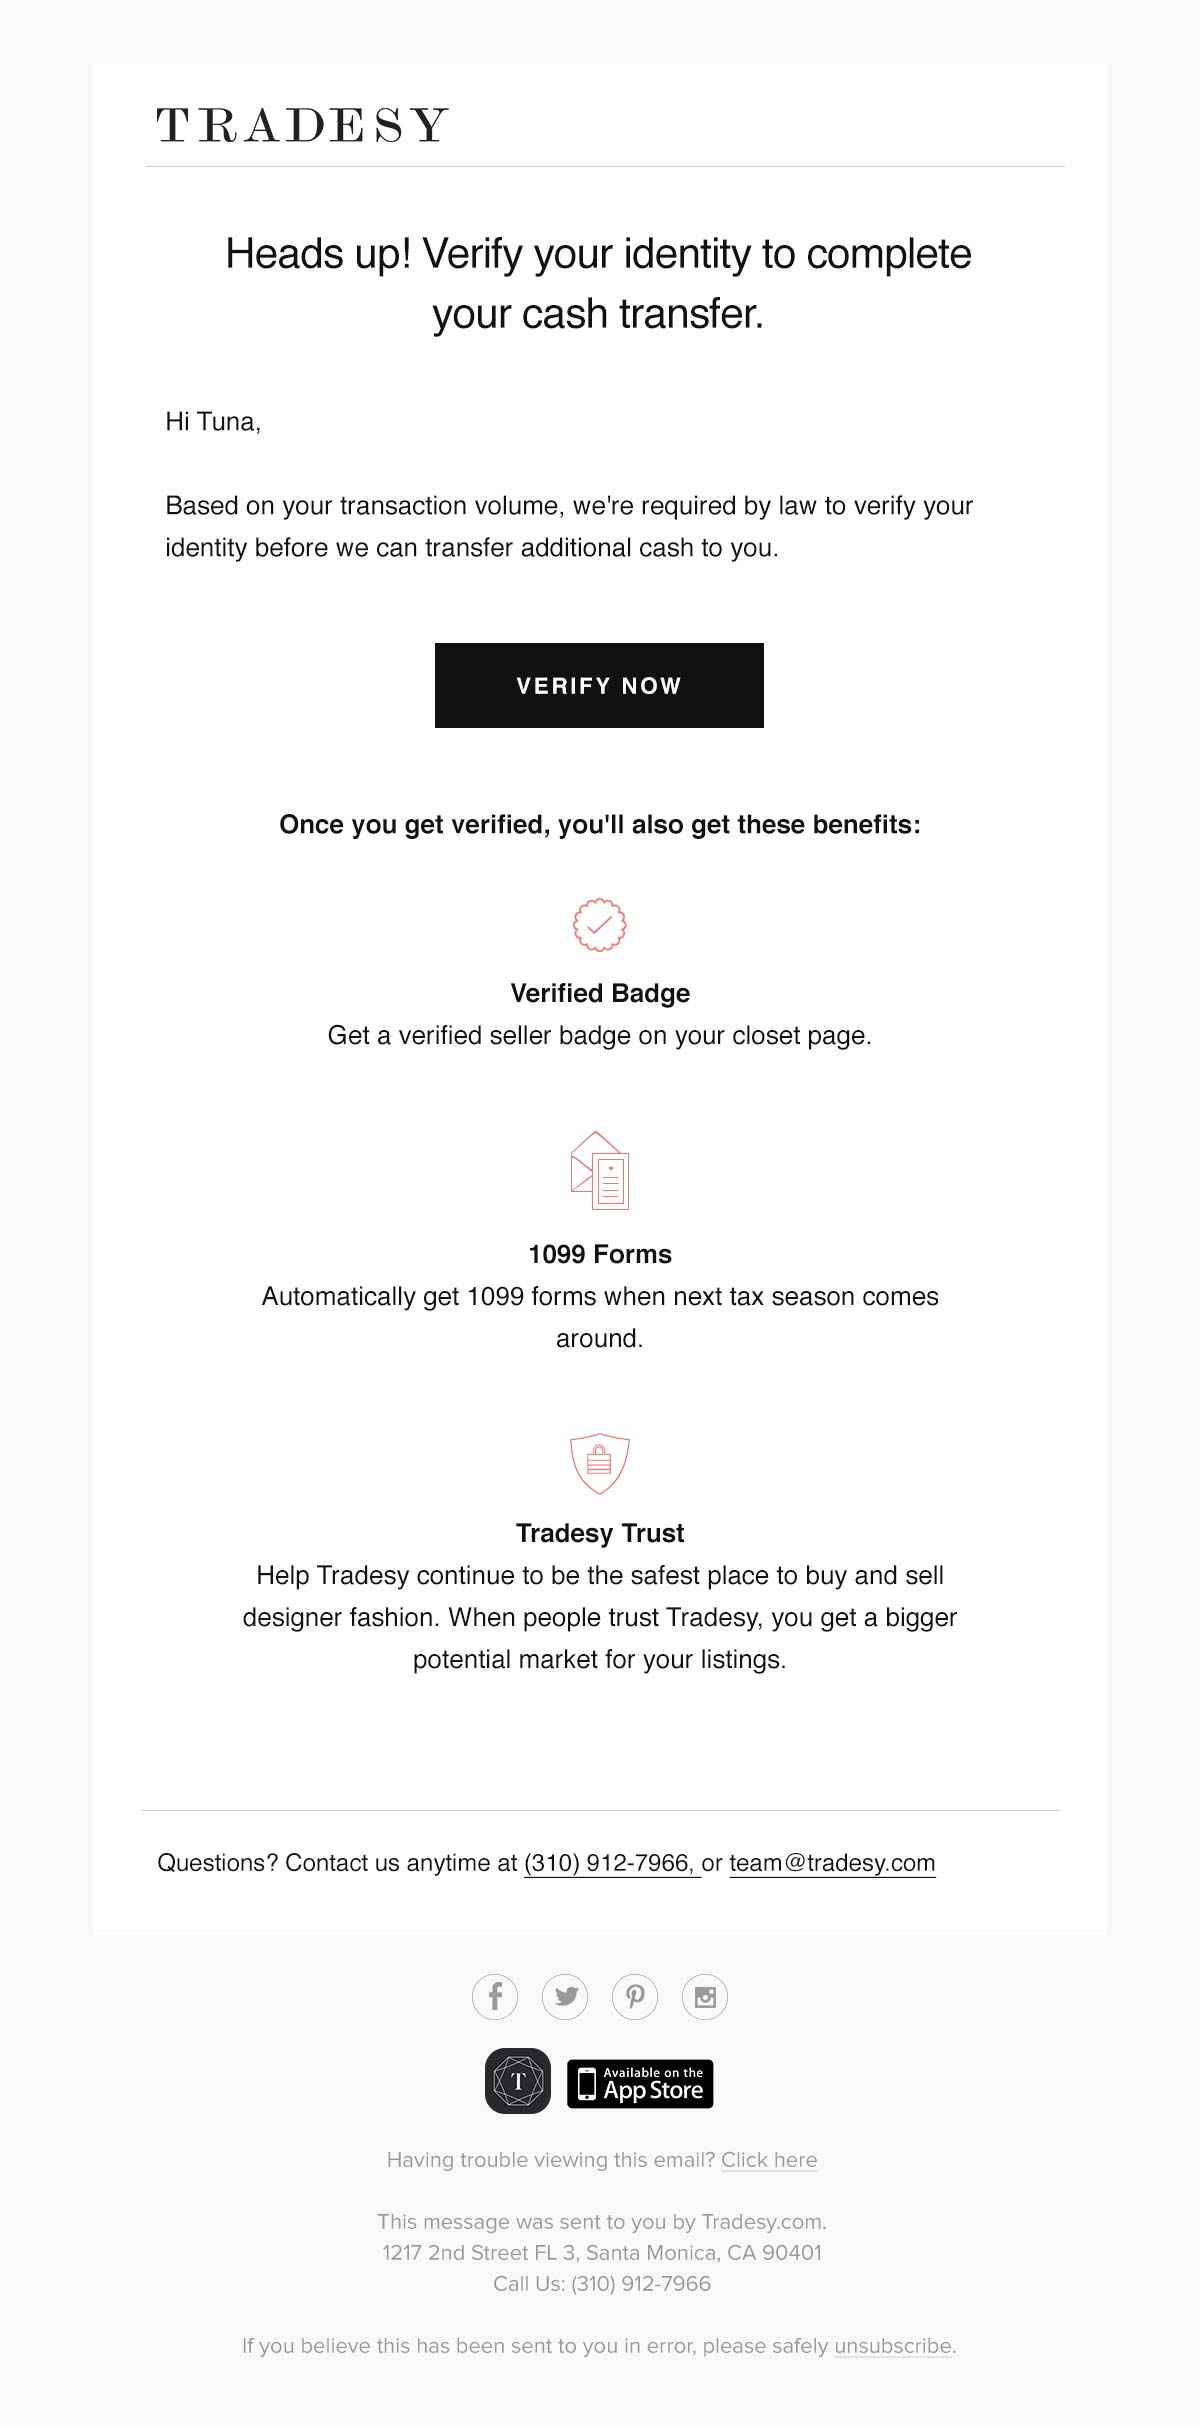 TRADESY
Heads up! Verify your identity to complete
your cash transfer.
Hi Tuna,
Based on your transaction volume, we're required by law to verify your
identity before we can transfer additional cash to you.
VERIFY NOW
Once you get verified, you'll also get these benefits:
Verified Badge
Get a verified seller badge on your closet page.
1099 Forms
Automatically get 1099 forms when next tax season comes
around.
Tradesy Trust
Help Tradesy continue to be the safest place to buy and sell
designer fashion. When people trust Tradesy, you get a bigger
potential market for your listings.
Questions? Contact us anytime at (310) 912-7966, or team@tradesy.com
T
Available on the
App Store
Having trouble viewing this email? Click here
This message was sent to you by Tradesy.com.
1217 2nd Street FL 3, Santa Monica, CA 90401
Call Us: (310) 912-7966
If you believe this has been sent to you in error, please safely unsubscribe.